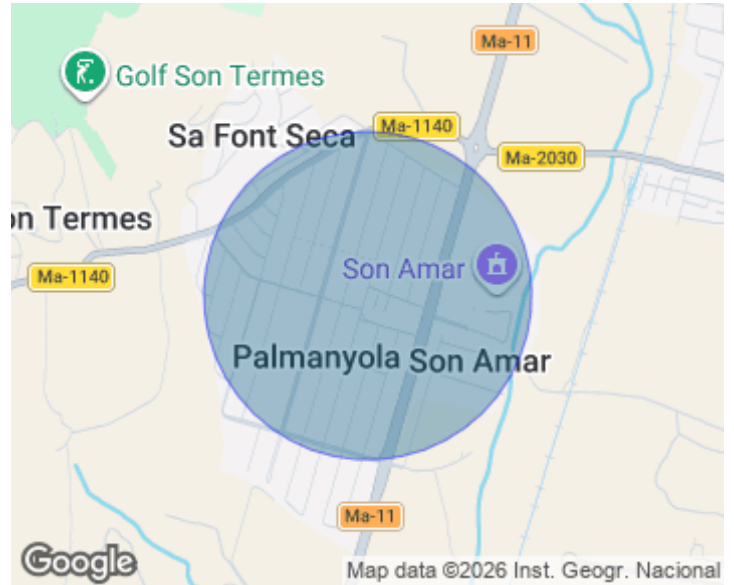 Ma-11
Golf Son Termes
Ma-1140
Sa Font Seca
Ma-2030
on Termes
Son Amar
Ma-1140
Palmanyola
Son Amar
Ma-11
Google
Map data ©2026 Inst. Geogr. Nacional